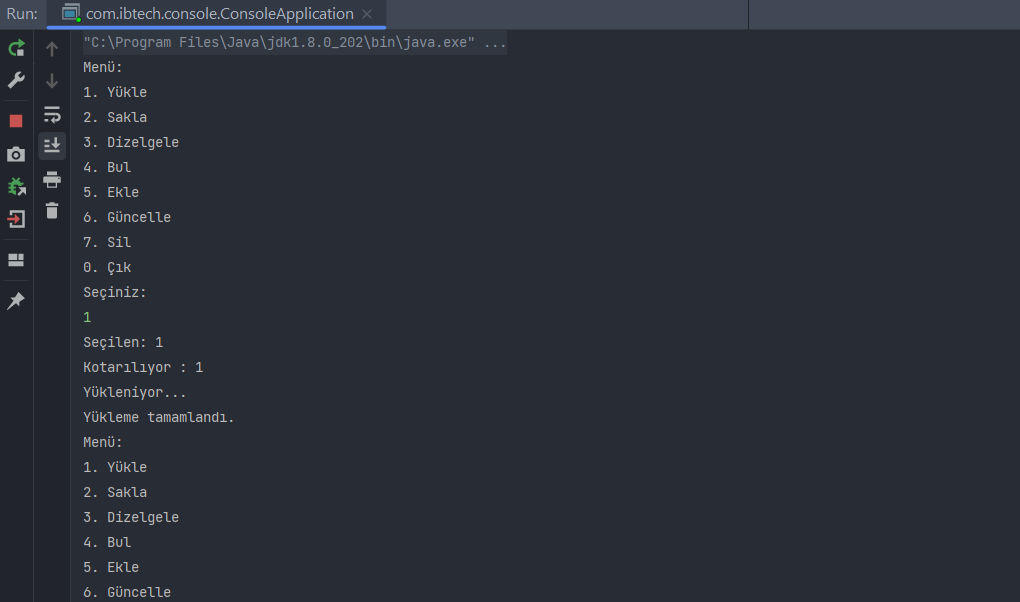 Run: com.ibtech.console.ConsoleApplication
"C:\Program Files\Java\jdk1.8.0_202\bin\java.exe" ...
Menü:
1. Yükle
2. Sakla
3. Dizelgele
4. Bul
5. Ekle
6. Güncelle
7. Sil
0. Çık
Seçiniz:
1
Seçilen: 1
Kotarılıyor : 1
Yükleniyor...
Yükleme tamamlandı.
Menü:
1. Yükle
2. Sakla
3. Dizelgele
4. Bul
5. Ekle
6. Güncelle